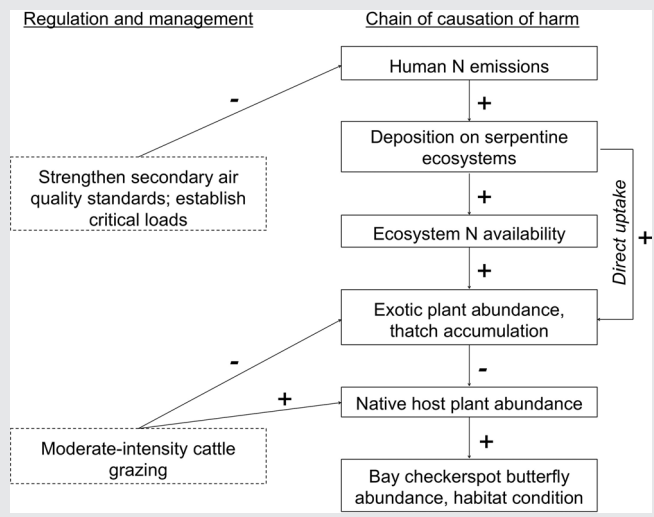 Regulation and management
Chain of causation of harm
Human N emissions
-
+
Deposition on serpentine
ecosystems
Strengthen secondary air
quality standards; establish
critical loads
+
Direct uptake
+
Ecosystem N availability
+
Exotic plant abundance,
thatch accumulation
-
-
+
Native host plant abundance
Moderate-intensity cattle
grazing
+
Bay checkerspot butterfly
abundance, habitat condition